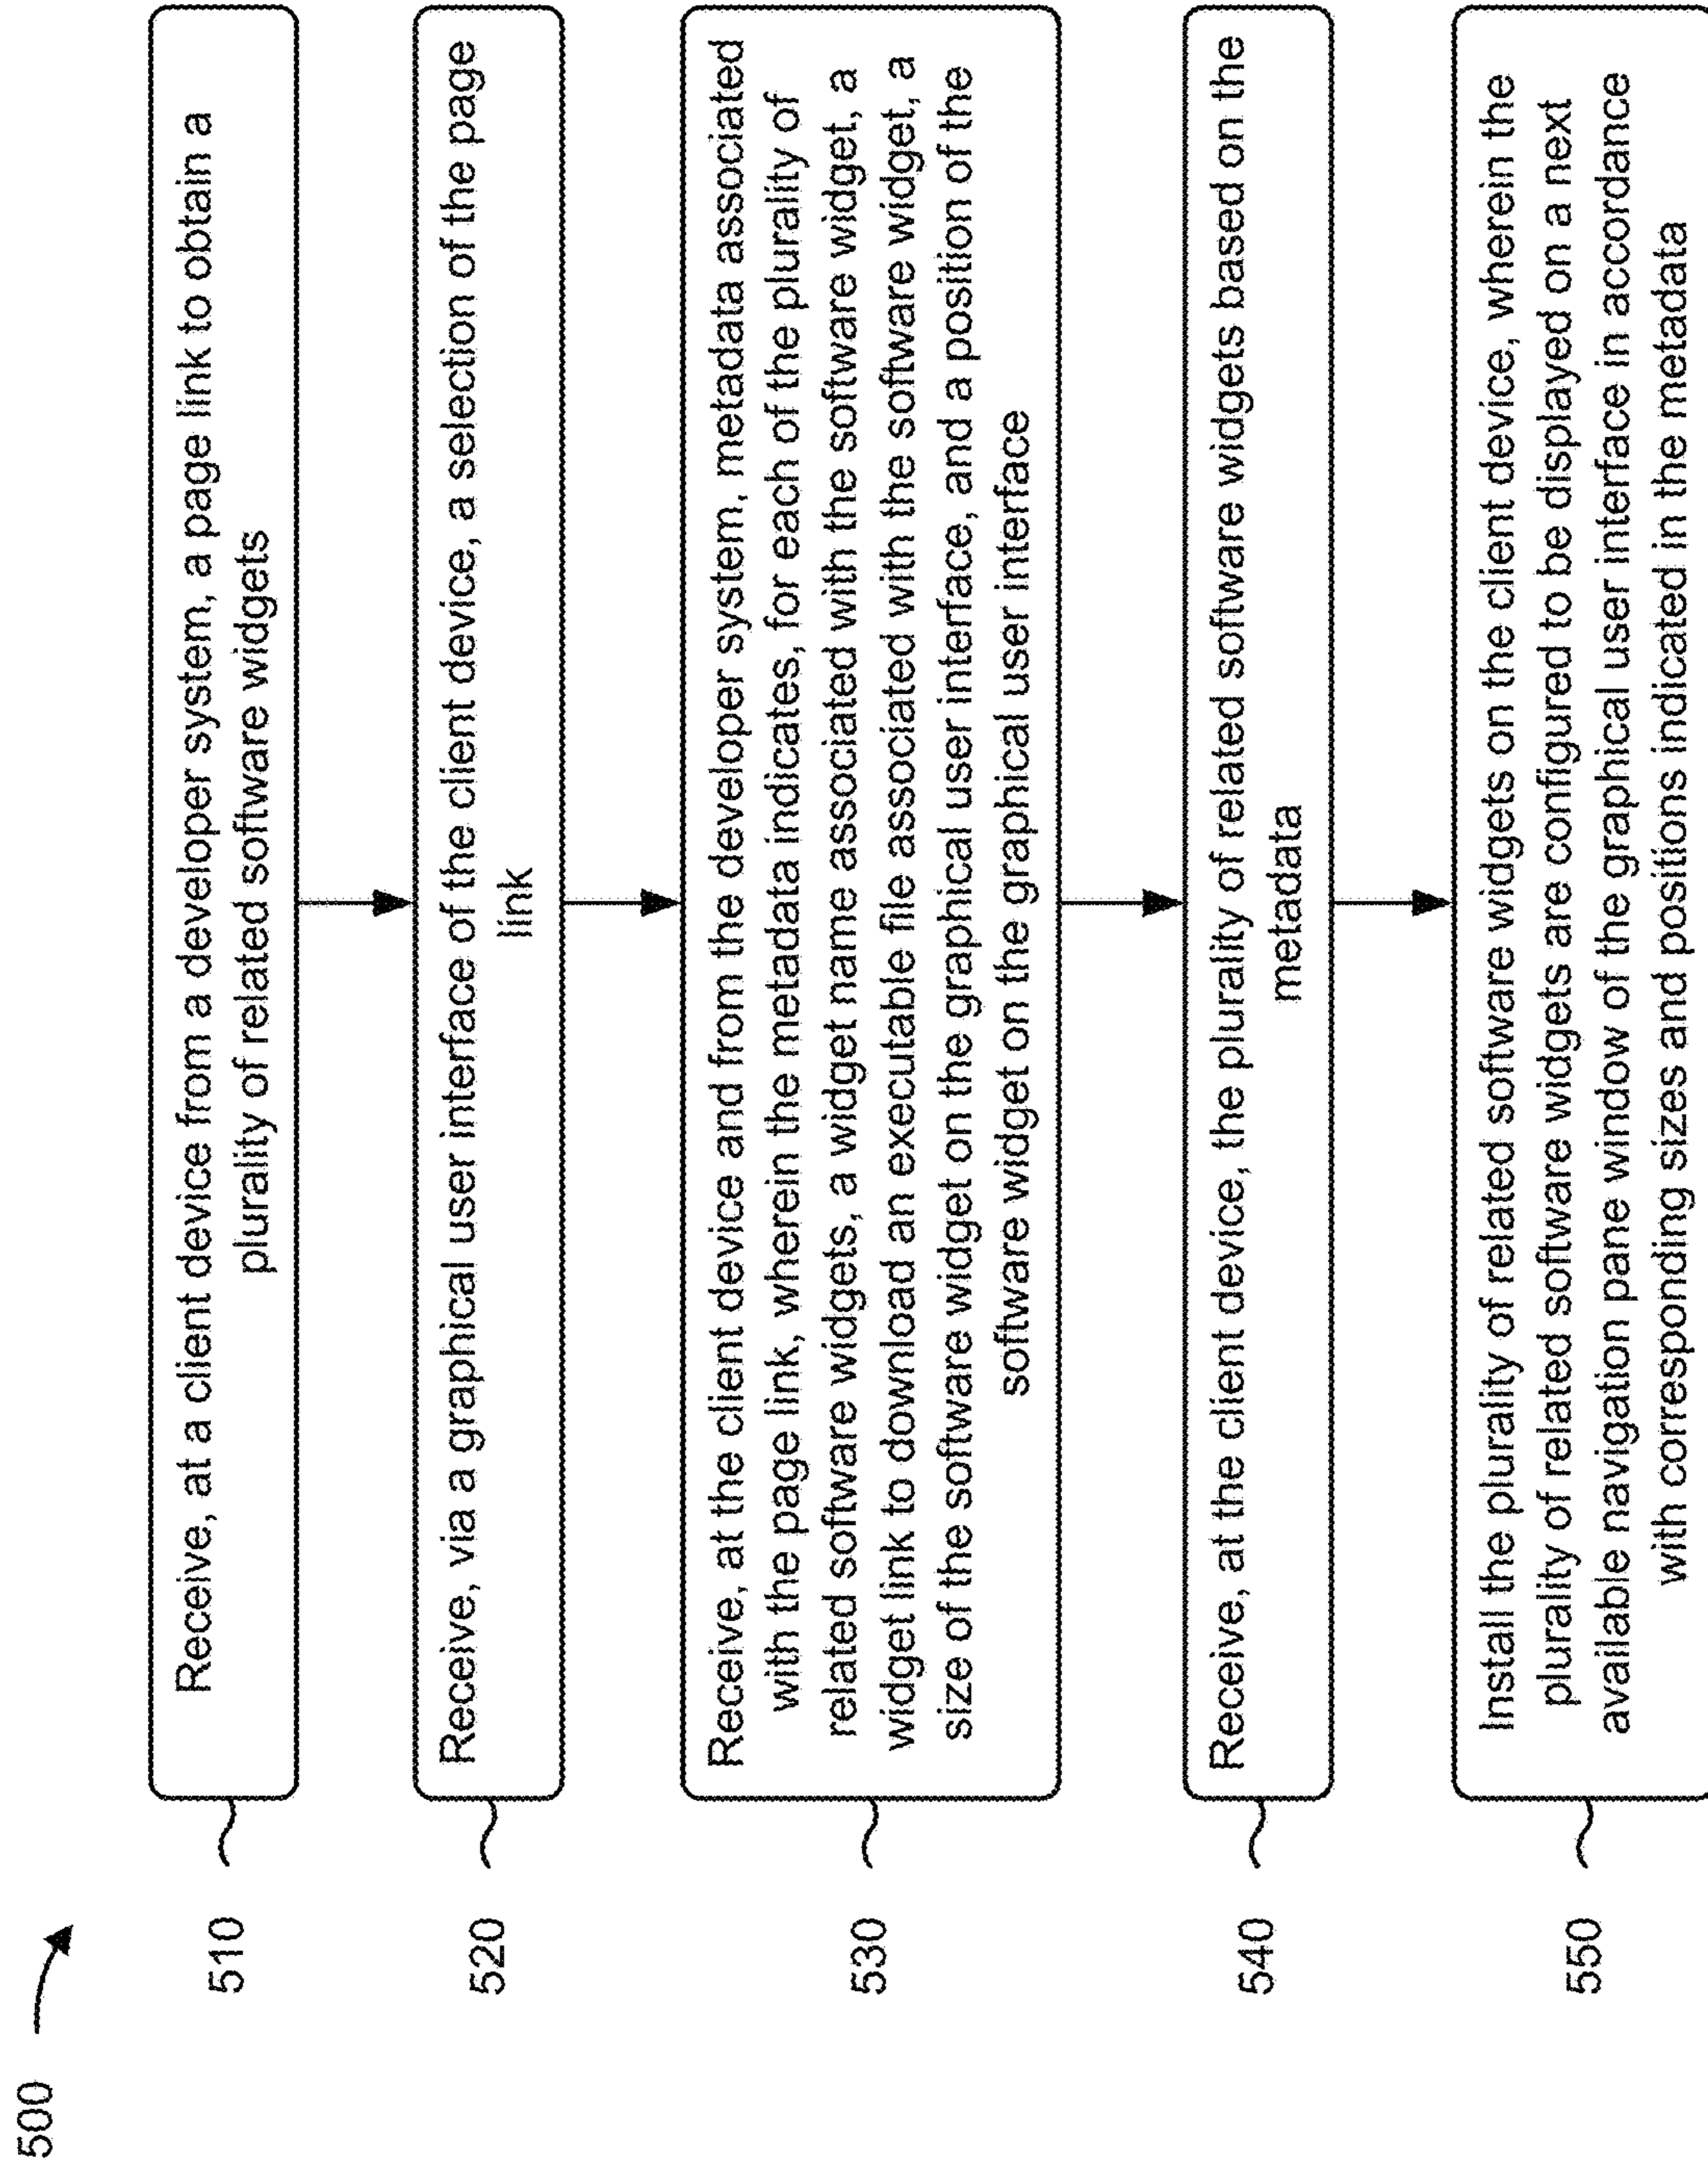 500
510
Receive, at a client device from a developer system, a page link to obtain a
plurality of related software widgets
520
Receive, via a graphical user interface of the client device, a selection of the page
link
530
Receive, at the client device and from the developer system, metadata associated
with the page link, wherein the metadata indicates, for each of the plurality of
related software widgets, a widget name associated with the software widget, a
widget link to download an executable file associated with the software widget, a
size of the software widget on the graphical user interface, and a position of the
software widget on the graphical user interface
540
Receive, at the client device, the plurality of related software widgets based on the
metadata
550
Install the plurality of related software widgets on the client device, wherein the
plurality of related software widgets are configured to be displayed on a next
available navigation pane window of the graphical user interface in accordance
with corresponding sizes and positions indicated in the metadata